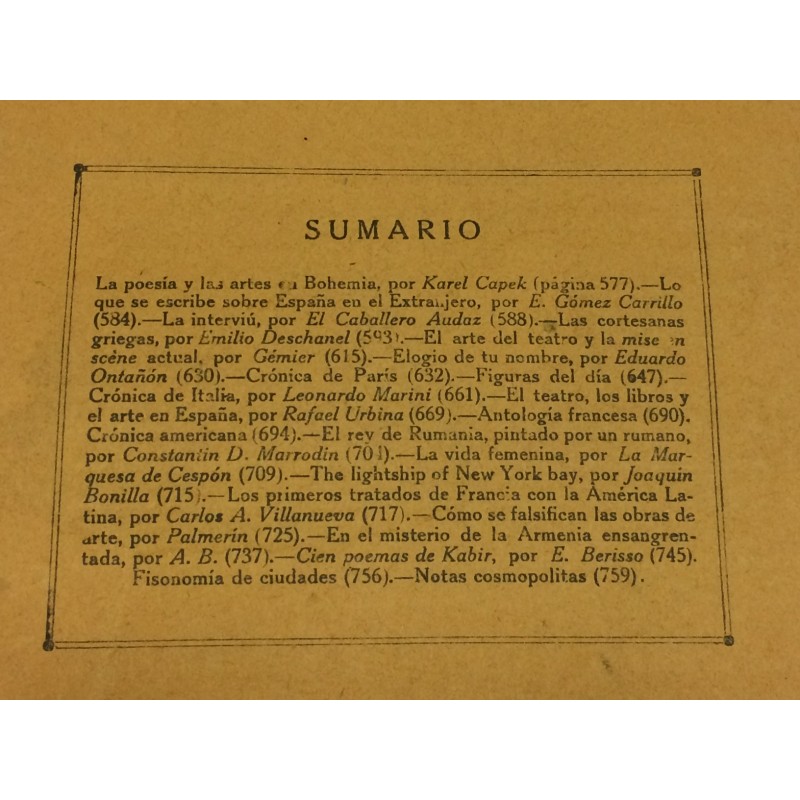 SUMARIO
La poesía y las artes en Bohemia, por Karel Capek (página 577).—Lo
que se escribe sobre España en el Extranjero, por E. Gómez Carrillo
(584).—La interviú, por El Caballero Audaz (588).—Las cortesanas
griegas, por Emilio Deschanel (593).—El arte del teatro y la mise en
scéne actual, por Gémier (615).—Elogio de tu nombre, por Eduardo
Ontañón (630).—Crónica de París (632).—Figuras del día (647).—
Crónica de Italia, por Leonardo Marini (661).—El teatro, los libros y
el arte en España, por Rafael Urbina (669).—Antología francesa (690).
Crónica americana (694).—El rey de Rumania, pintado por un rumano,
por Constantin D. Marrodin (701).—La vida femenina, por La Mar-
quesa de Cespón (709).—The lightship of New York bay, por Joaquin
Bonilla (715).—Los primeros tratados de Francia con la América La-
tina, por Carlos A. Villanueva (717).—Cómo se falsifican las obras de
arte, por Palmerín (725).—En el misterio de la Armenia ensangren-
tada, por A. B. (737).—Cien poemas de Kabir, por E. Berisso (745).
Fisonomía de ciudades (756).—Notas cosmopolitas (759).